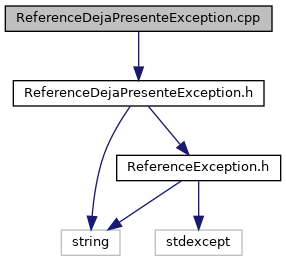 ReferenceDejaPresenteException.cpp
ReferenceDejaPresenteException.h
ReferenceException.h
string
stdexcept